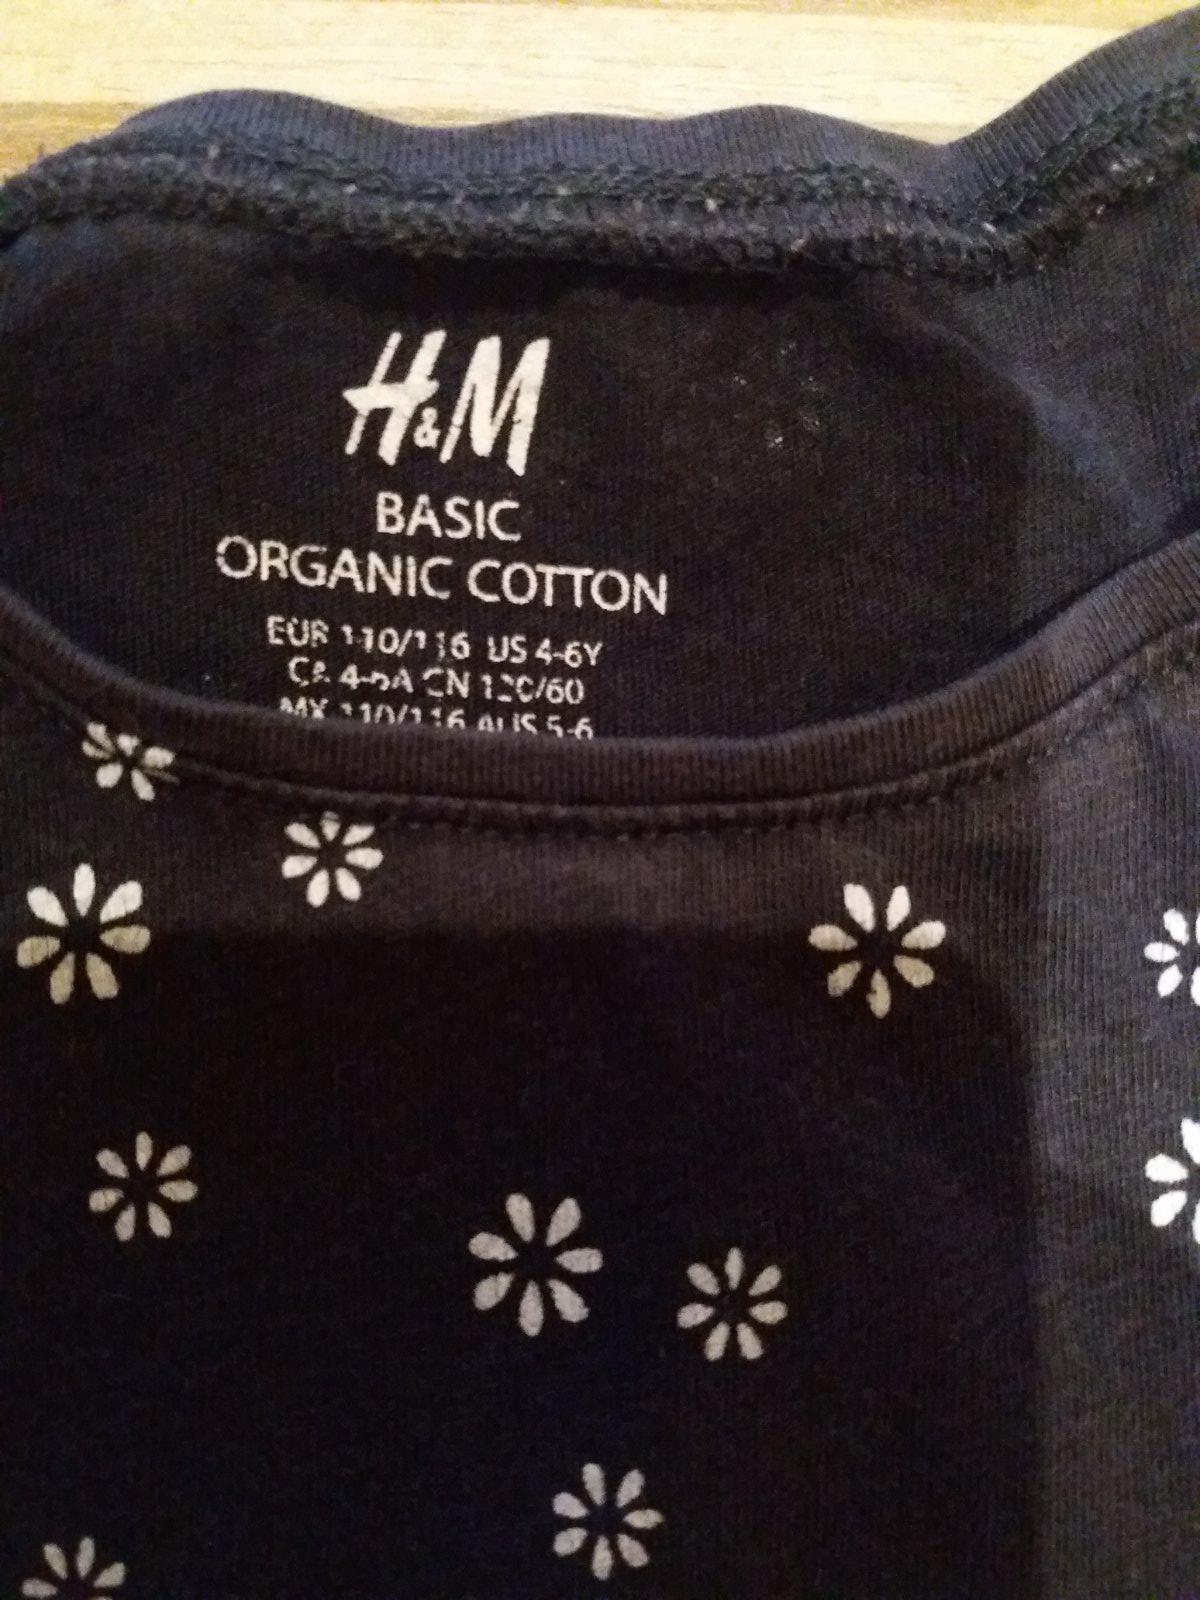 H&M
BASIC
ORGANIC COTTON
EUR 110/116 US 4-6Y
CA 4-6A CN 120/60
MX 110/116 AUS 5-6